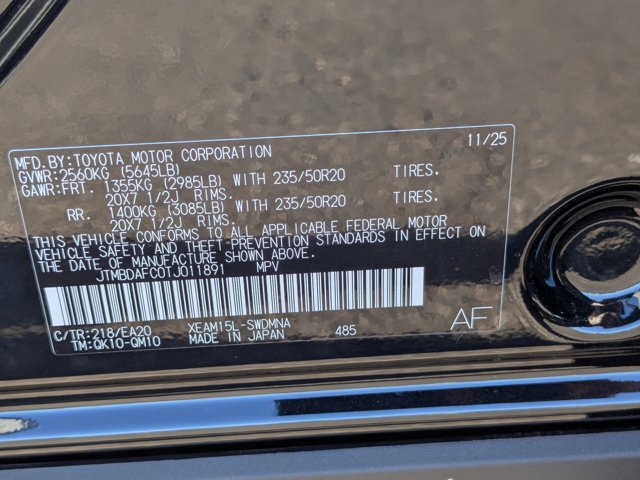 MFD.BY:TOYOTA MOTOR CORPORATION 11/25
GVWR:2560KG (5645LB)
GAWR:FRT. 1355KG (2985LB) WITH 235/50R20 TIRES.
20X7 1/2J RIMS.
RR. 1400KG (3085LB) WITH 235/50R20 TIRES.
20X7 1/2J RIMS.
THIS VEHICLE CONFORMS TO ALL APPLICABLE FEDERAL MOTOR
VEHICLE SAFETY AND THEFT PREVENTION STANDARDS IN EFFECT ON
THE DATE OF MANUFACTURE SHOWN ABOVE.
JTMBDAFC0TJ011891 MPV
C/TR:218/EA20 XEAM15L-SWDMNA AF
TM:QK10-QM10 MADE IN JAPAN 485